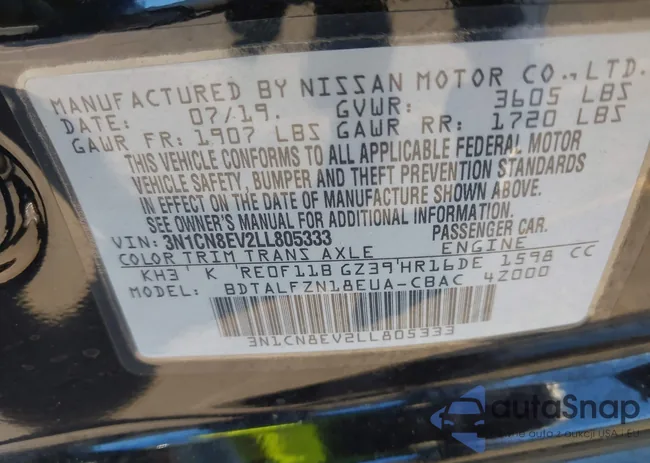 MANUFACTURED BY NISSAN MOTOR CO., LTD.
DATE: 07/19. GVWR: 3605 LBS
GAWR FR: 1907 LBS GAWR RR: 1720 LBS
THIS VEHICLE CONFORMS TO ALL APPLICABLE FEDERAL MOTOR
VEHICLE SAFETY, BUMPER AND THEFT PREVENTION STANDARDS
IN EFFECT ON THE DATE OF MANUFACTURE SHOWN ABOVE.
SEE OWNER'S MANUAL FOR ADDITIONAL INFORMATION.
VIN: 3N1CN8EV2LL805333 PASSENGER CAR.
COLOR TRIM TRANS AXLE ENGINE
KH3 K RE0F11B GZ39 HR16DE 1598 CC
BDTALFZN18EUA-CBAC 4Z000
3N1CN8EV2LL805333
autoSnap